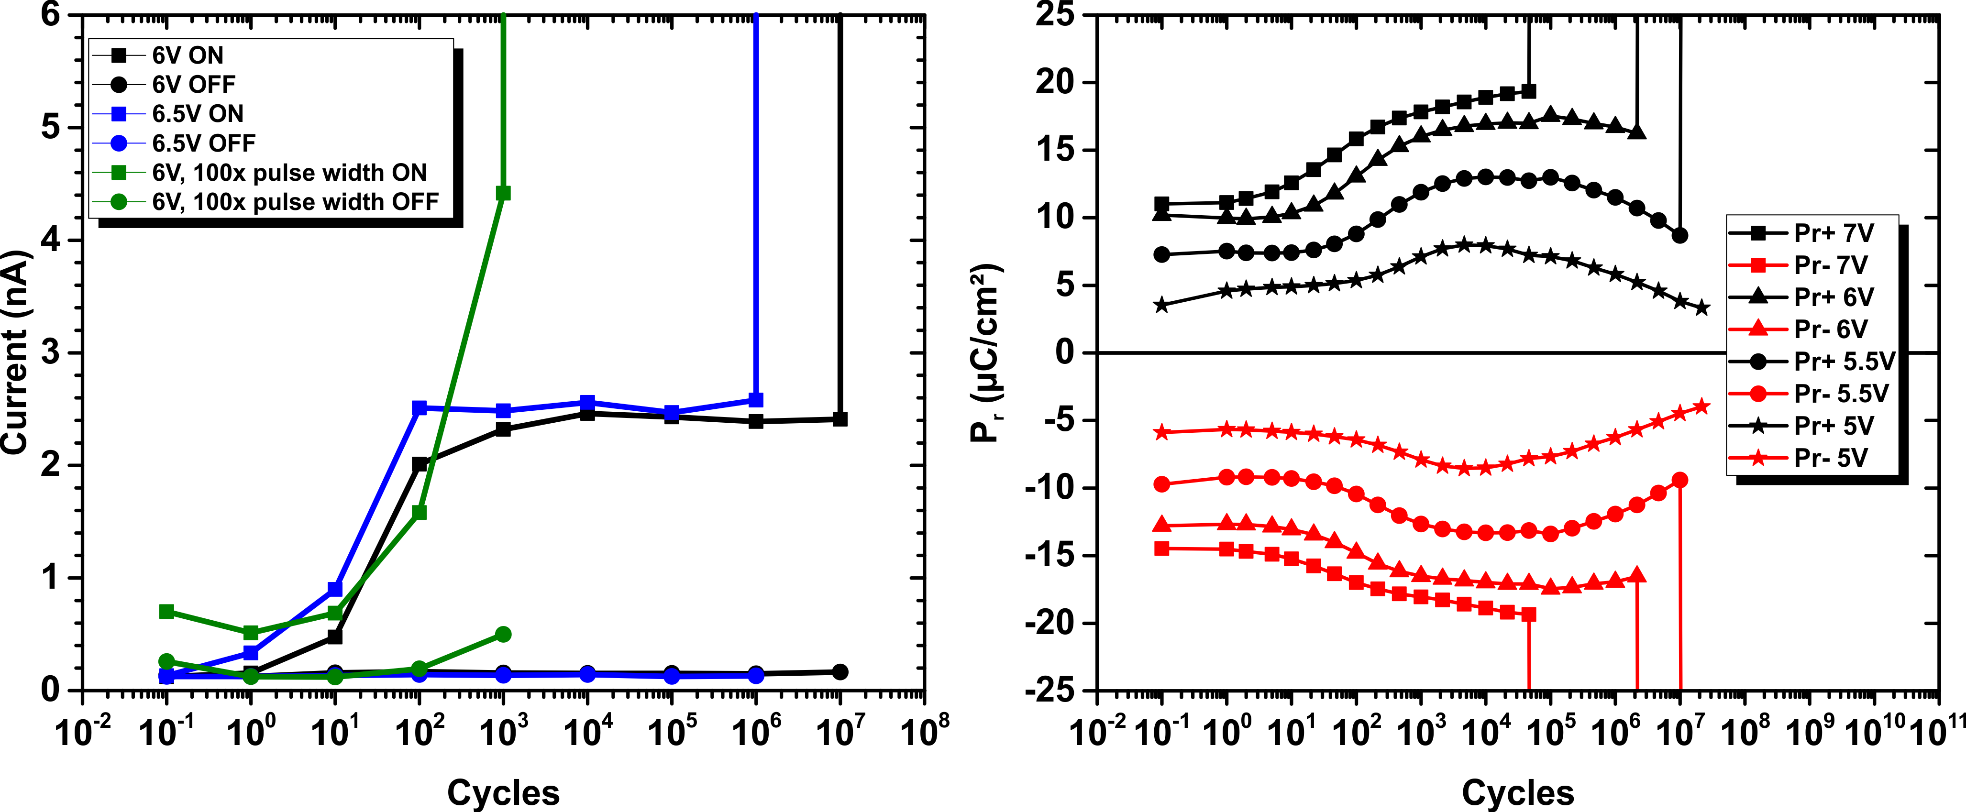 6
5
4
3
2
1
0
Current (nA)
6V ON
6V OFF
6.5V ON
6.5V OFF
6V, 100x pulse width ON
6V, 100x pulse width OFF
10-2 10-1 100 101 102 103 104 105 106 107 108
Cycles
25
20
15
10
5
0
-5
-10
-15
-20
-25
Pr (µC/cm²)
Pr+ 7V
Pr- 7V
Pr+ 6V
Pr- 6V
Pr+ 5.5V
Pr- 5.5V
Pr+ 5V
Pr- 5V
10-2 10-1 100 101 102 103 104 105 106 107 108 109 1010 1011
Cycles